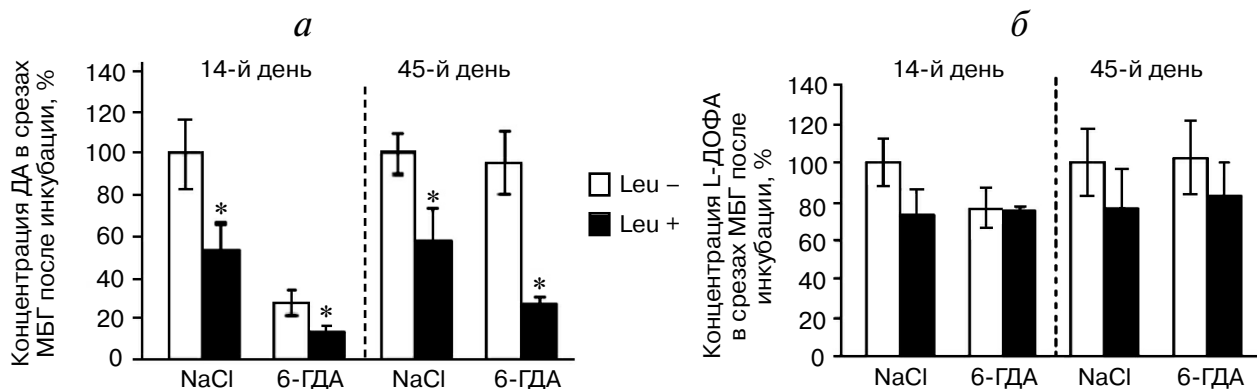 а
Концентрация ДА в срезах
МБГ после инкубации, %
140
120
100
80
60
40
20
0
14-й день
45-й день
*
*
*
*
NaCl
6-ГДА
NaCl
6-ГДА
Leu –
Leu +
б
Концентрация L-ДОФА
в срезах МБГ после
инкубации, %
140
120
100
80
60
40
20
0
14-й день
45-й день
NaCl
6-ГДА
NaCl
6-ГДА